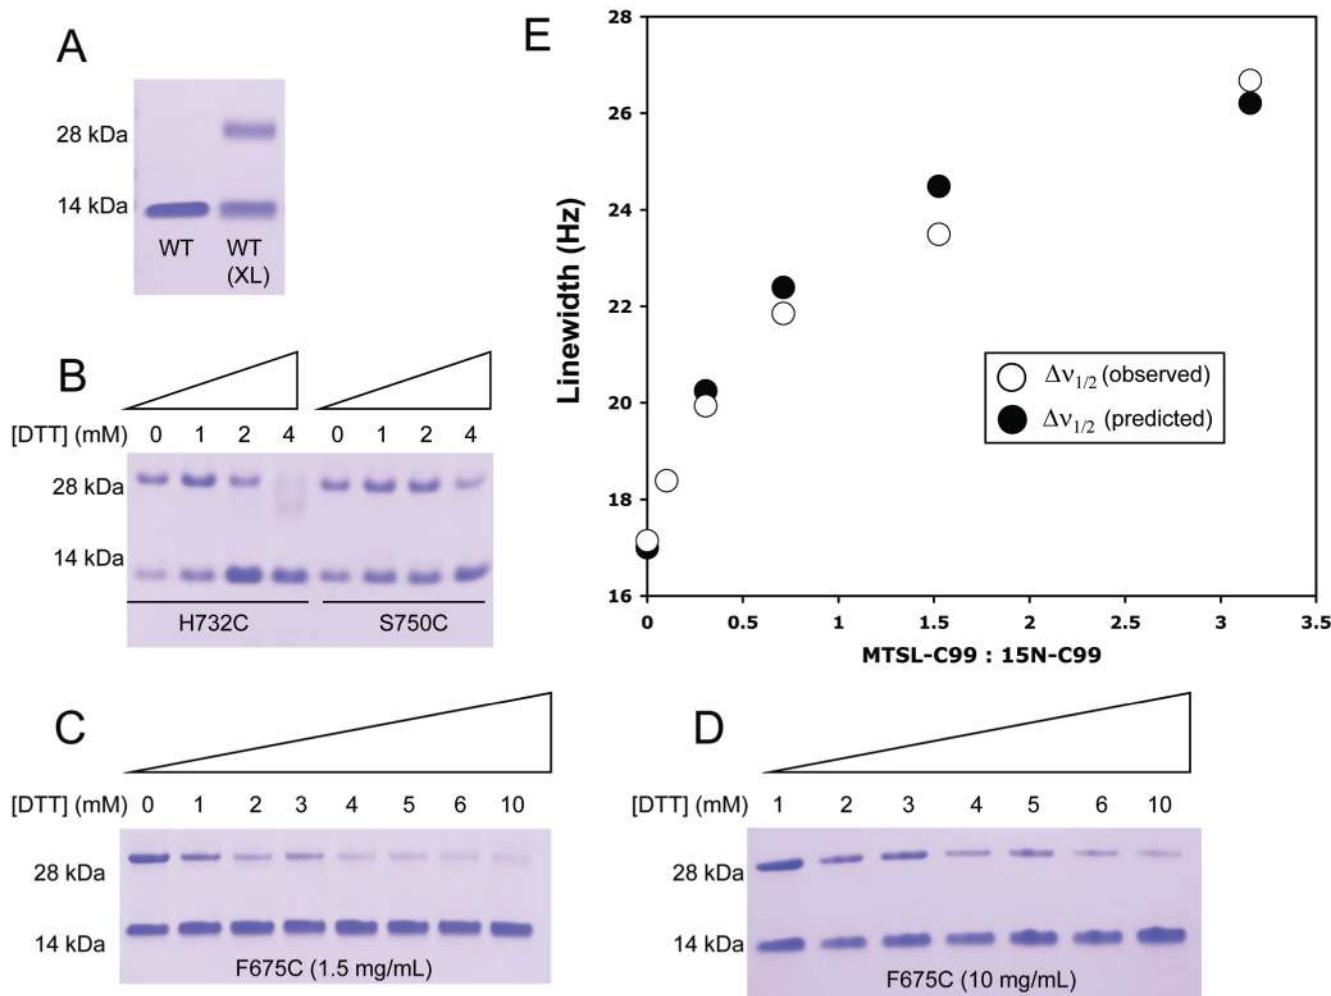 A
28 kDa
14 kDa
WT WT
(XL)
B
[DTT] (mM) 0 1 2 4 0 1 2 4
28 kDa
14 kDa
H732C S750C
E
28
26
24
22
20
18
16
Linewidth (Hz)
Δν1/2 (observed)
Δν1/2 (predicted)
0 0.5 1 1.5 2 2.5 3 3.5
MTSL-C99 : 15N-C99
C
[DTT] (mM) 0 1 2 3 4 5 6 10
28 kDa
14 kDa
F675C (1.5 mg/mL)
D
[DTT] (mM) 1 2 3 4 5 6 10
28 kDa
14 kDa
F675C (10 mg/mL)